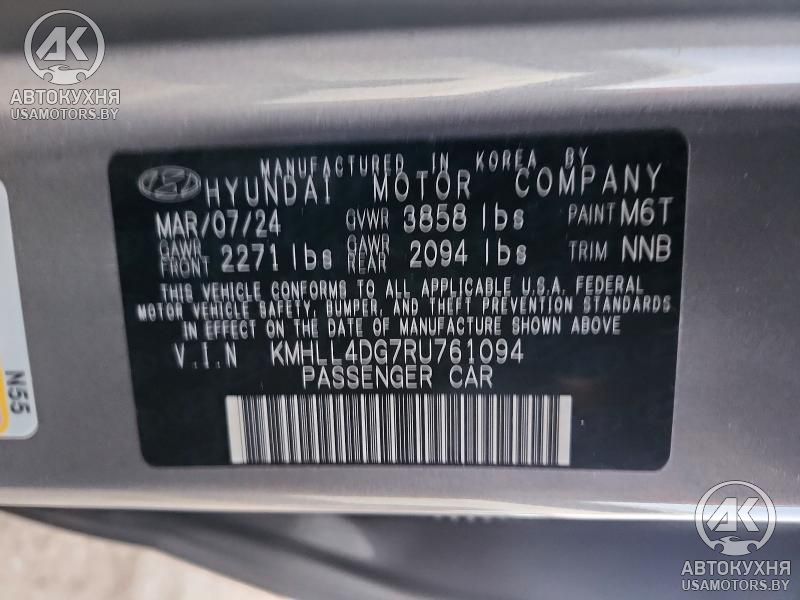 АК
АВТОКУХНЯ
USAMOTORS.BY
MANUFACTURED IN KOREA BY
HYUNDAI MOTOR COMPANY
MAR/07/24 GVWR 3858 lbs PAINT M6T
GAWR FRONT 2271 lbs GAWR REAR 2094 lbs TRIM NNB
THIS VEHICLE CONFORMS TO ALL APPLICABLE U.S.A. FEDERAL
MOTOR VEHICLE SAFETY, BUMPER, AND THEFT PREVENTION STANDARDS
IN EFFECT ON THE DATE OF MANUFACTURE SHOWN ABOVE
V.I.N KMHLL4DG7RU761094
PASSENGER CAR
N55
АК
АВТОКУХНЯ
USAMOTORS.BY